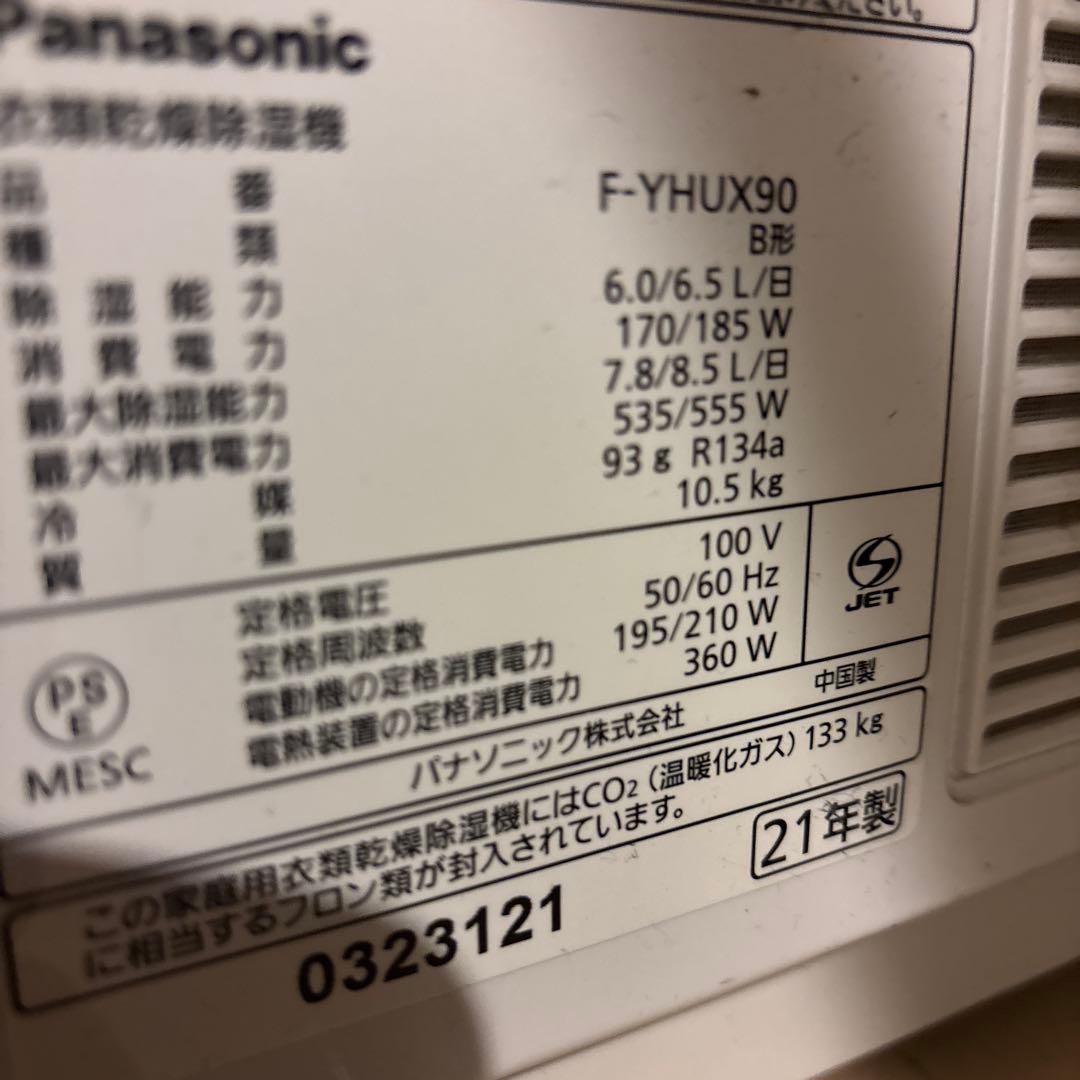 Panasonic
衣類乾燥除湿機
品番 F-YHUX90
種類 B形
除湿能力 6.0/6.5 L/日
消費電力 170/185 W
最大除湿能力 7.8/8.5 L/日
最大消費電力 535/555 W
冷媒 93 g R134a
質量 10.5 kg
定格電圧 100 V
定格周波数 50/60 Hz
電動機の定格消費電力 195/210 W
電熱装置の定格消費電力 360 W
PSE
MESC
JET
パナソニック株式会社 中国製
この家庭用衣類乾燥除湿機にはCO₂(温暖化ガス)133 kg
に相当するフロン類が封入されています。
21年製
0323121